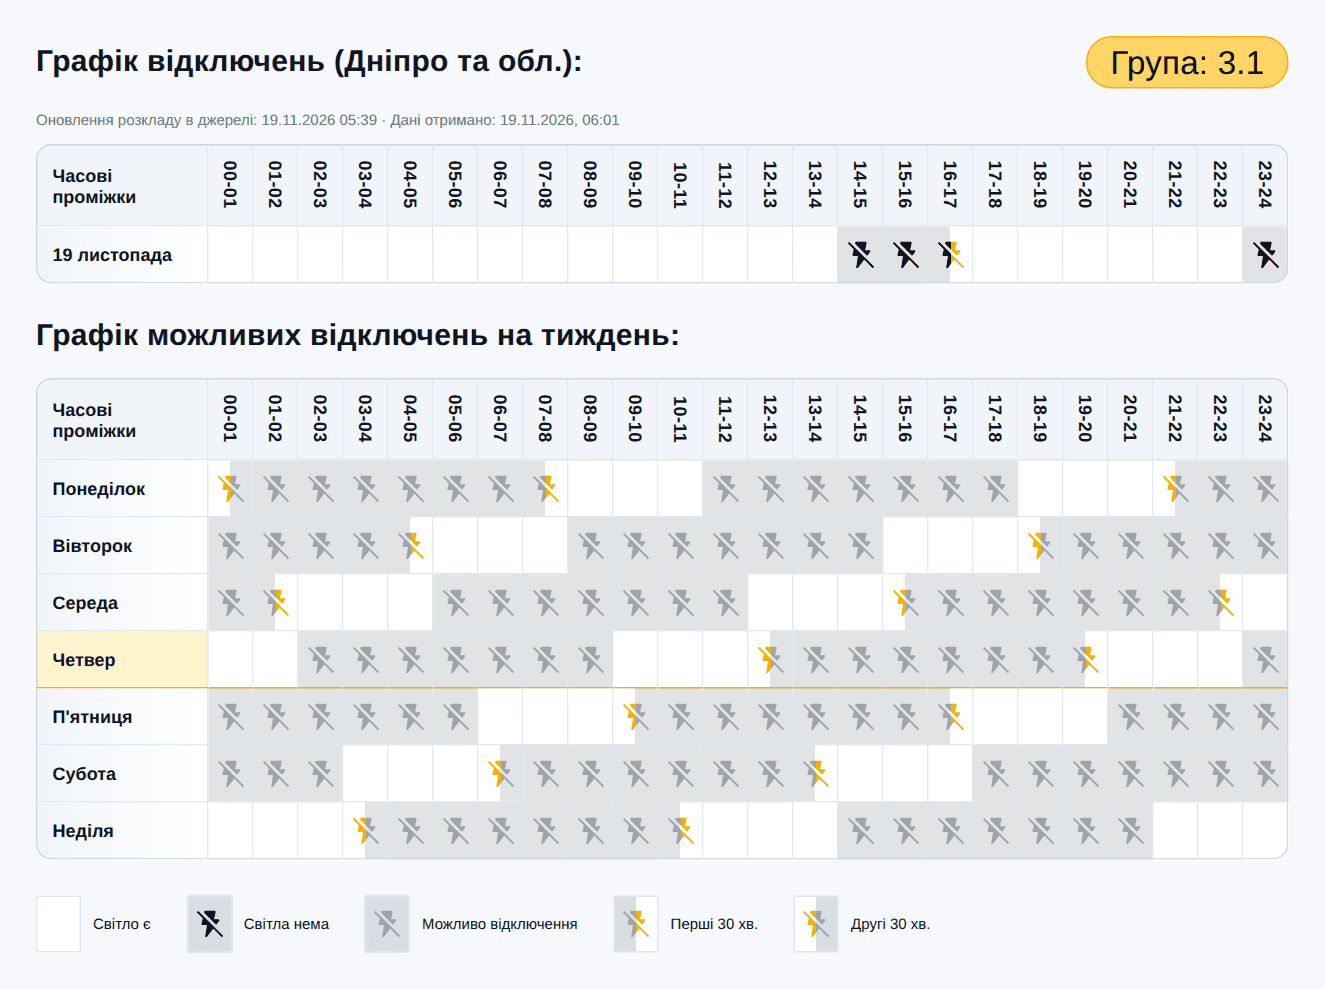 Графік відключень (Дніпро та обл.):
Група: 3.1
Оновлення розкладу в джерелі: 19.11.2026 05:39 · Дані отримано: 19.11.2026, 06:01
Часові
проміжки
00-01 01-02 02-03 03-04 04-05 05-06 06-07 07-08 08-09 09-10 10-11 11-12 12-13 13-14 14-15 15-16 16-17 17-18 18-19 19-20 20-21 21-22 22-23 23-24
19 листопада
Графік можливих відключень на тиждень:
Часові
проміжки
00-01 01-02 02-03 03-04 04-05 05-06 06-07 07-08 08-09 09-10 10-11 11-12 12-13 13-14 14-15 15-16 16-17 17-18 18-19 19-20 20-21 21-22 22-23 23-24
Понеділок
Вівторок
Середа
Четвер
П'ятниця
Субота
Неділя
Світло є
Світла нема
Можливо відключення
Перші 30 хв.
Другі 30 хв.